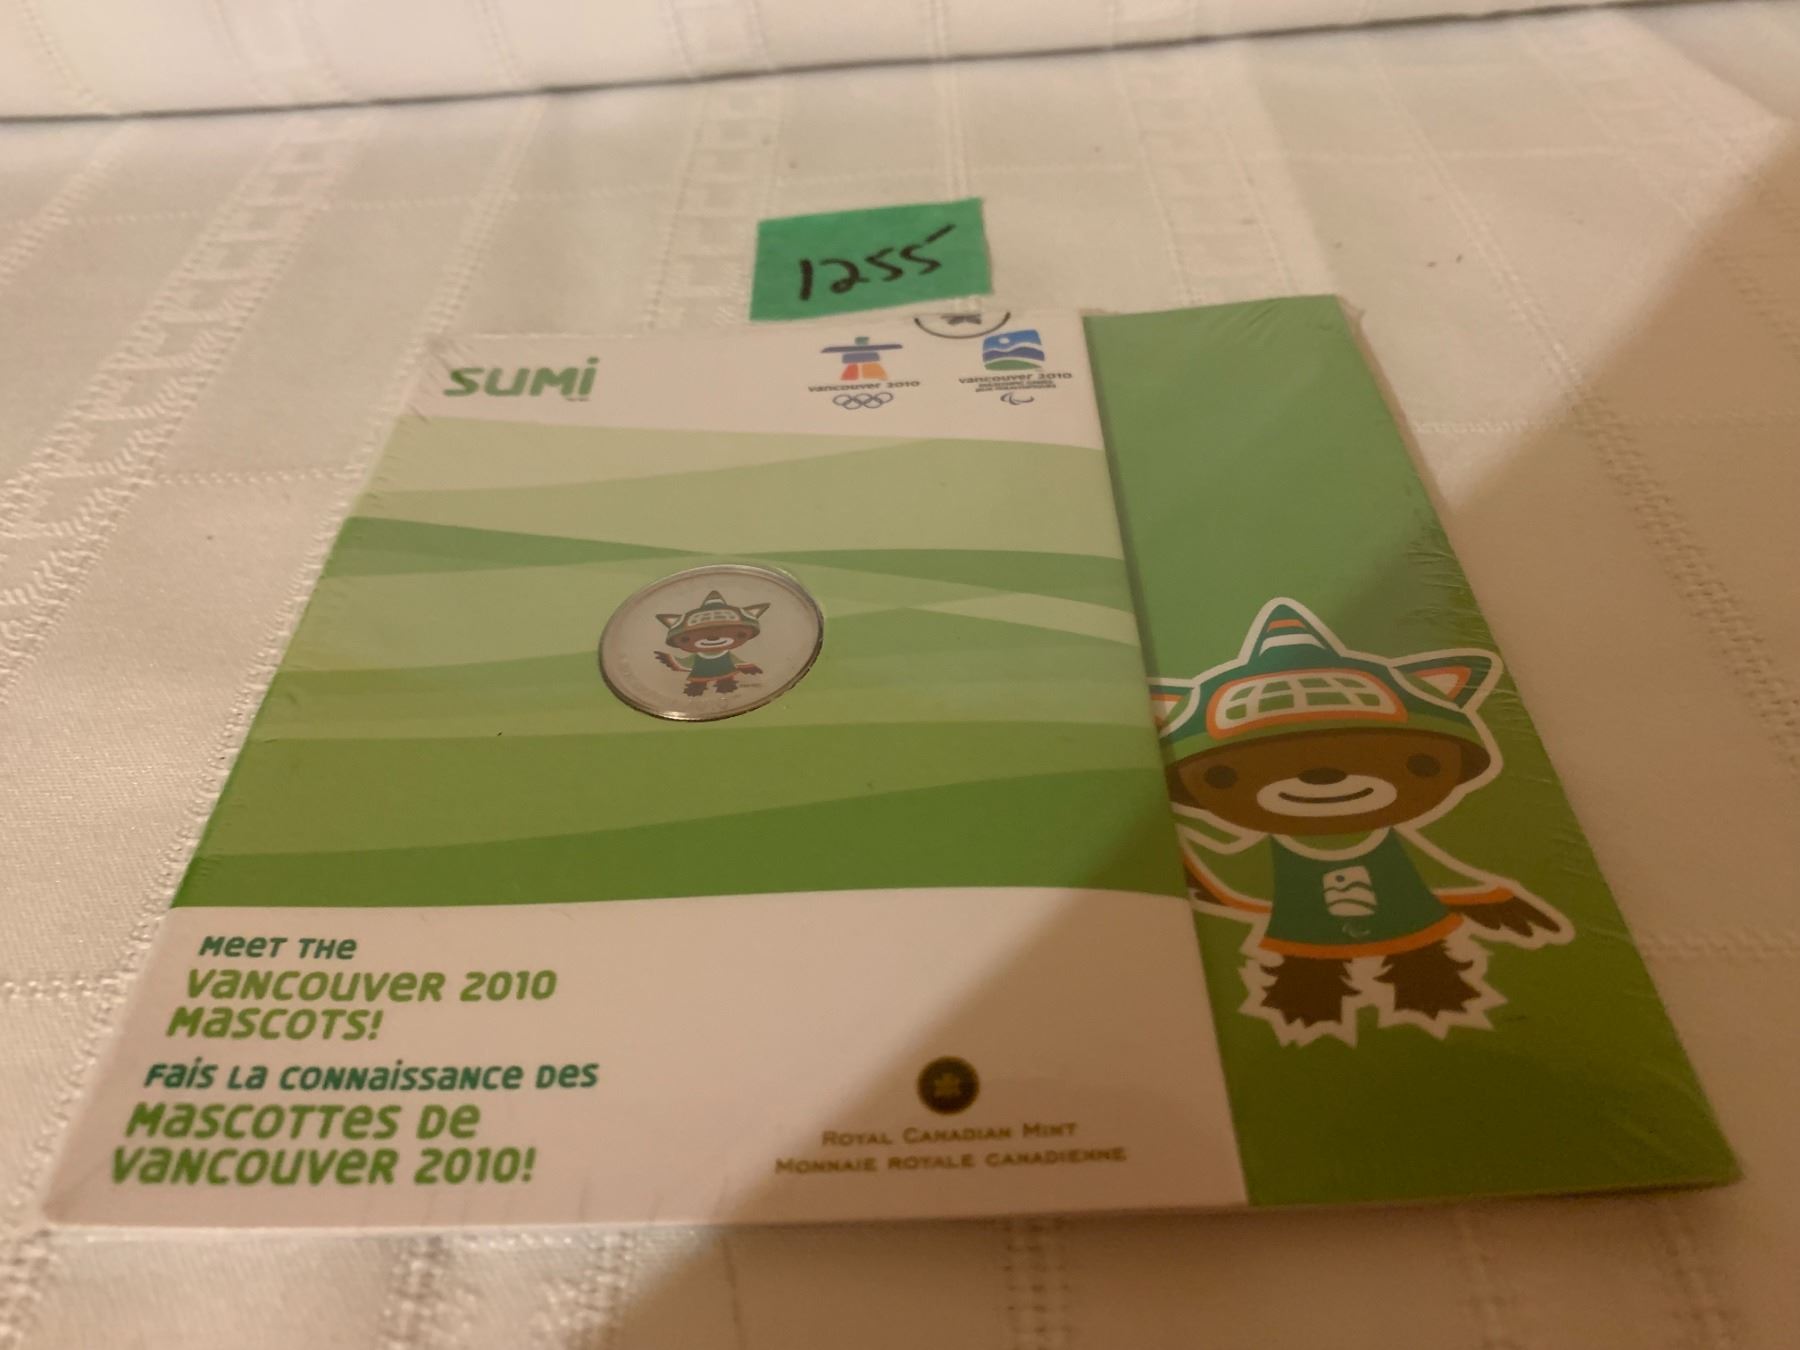 1255
SUMI
vancouver 2010
vancouver 2010
MEET THE
VANCOUVER 2010
MASCOTS!
FAIS LA CONNAISSANCE DES
MASCOTTES DE
VANCOUVER 2010!
ROYAL CANADIAN MINT
MONNAIE ROYALE CANADIENNE